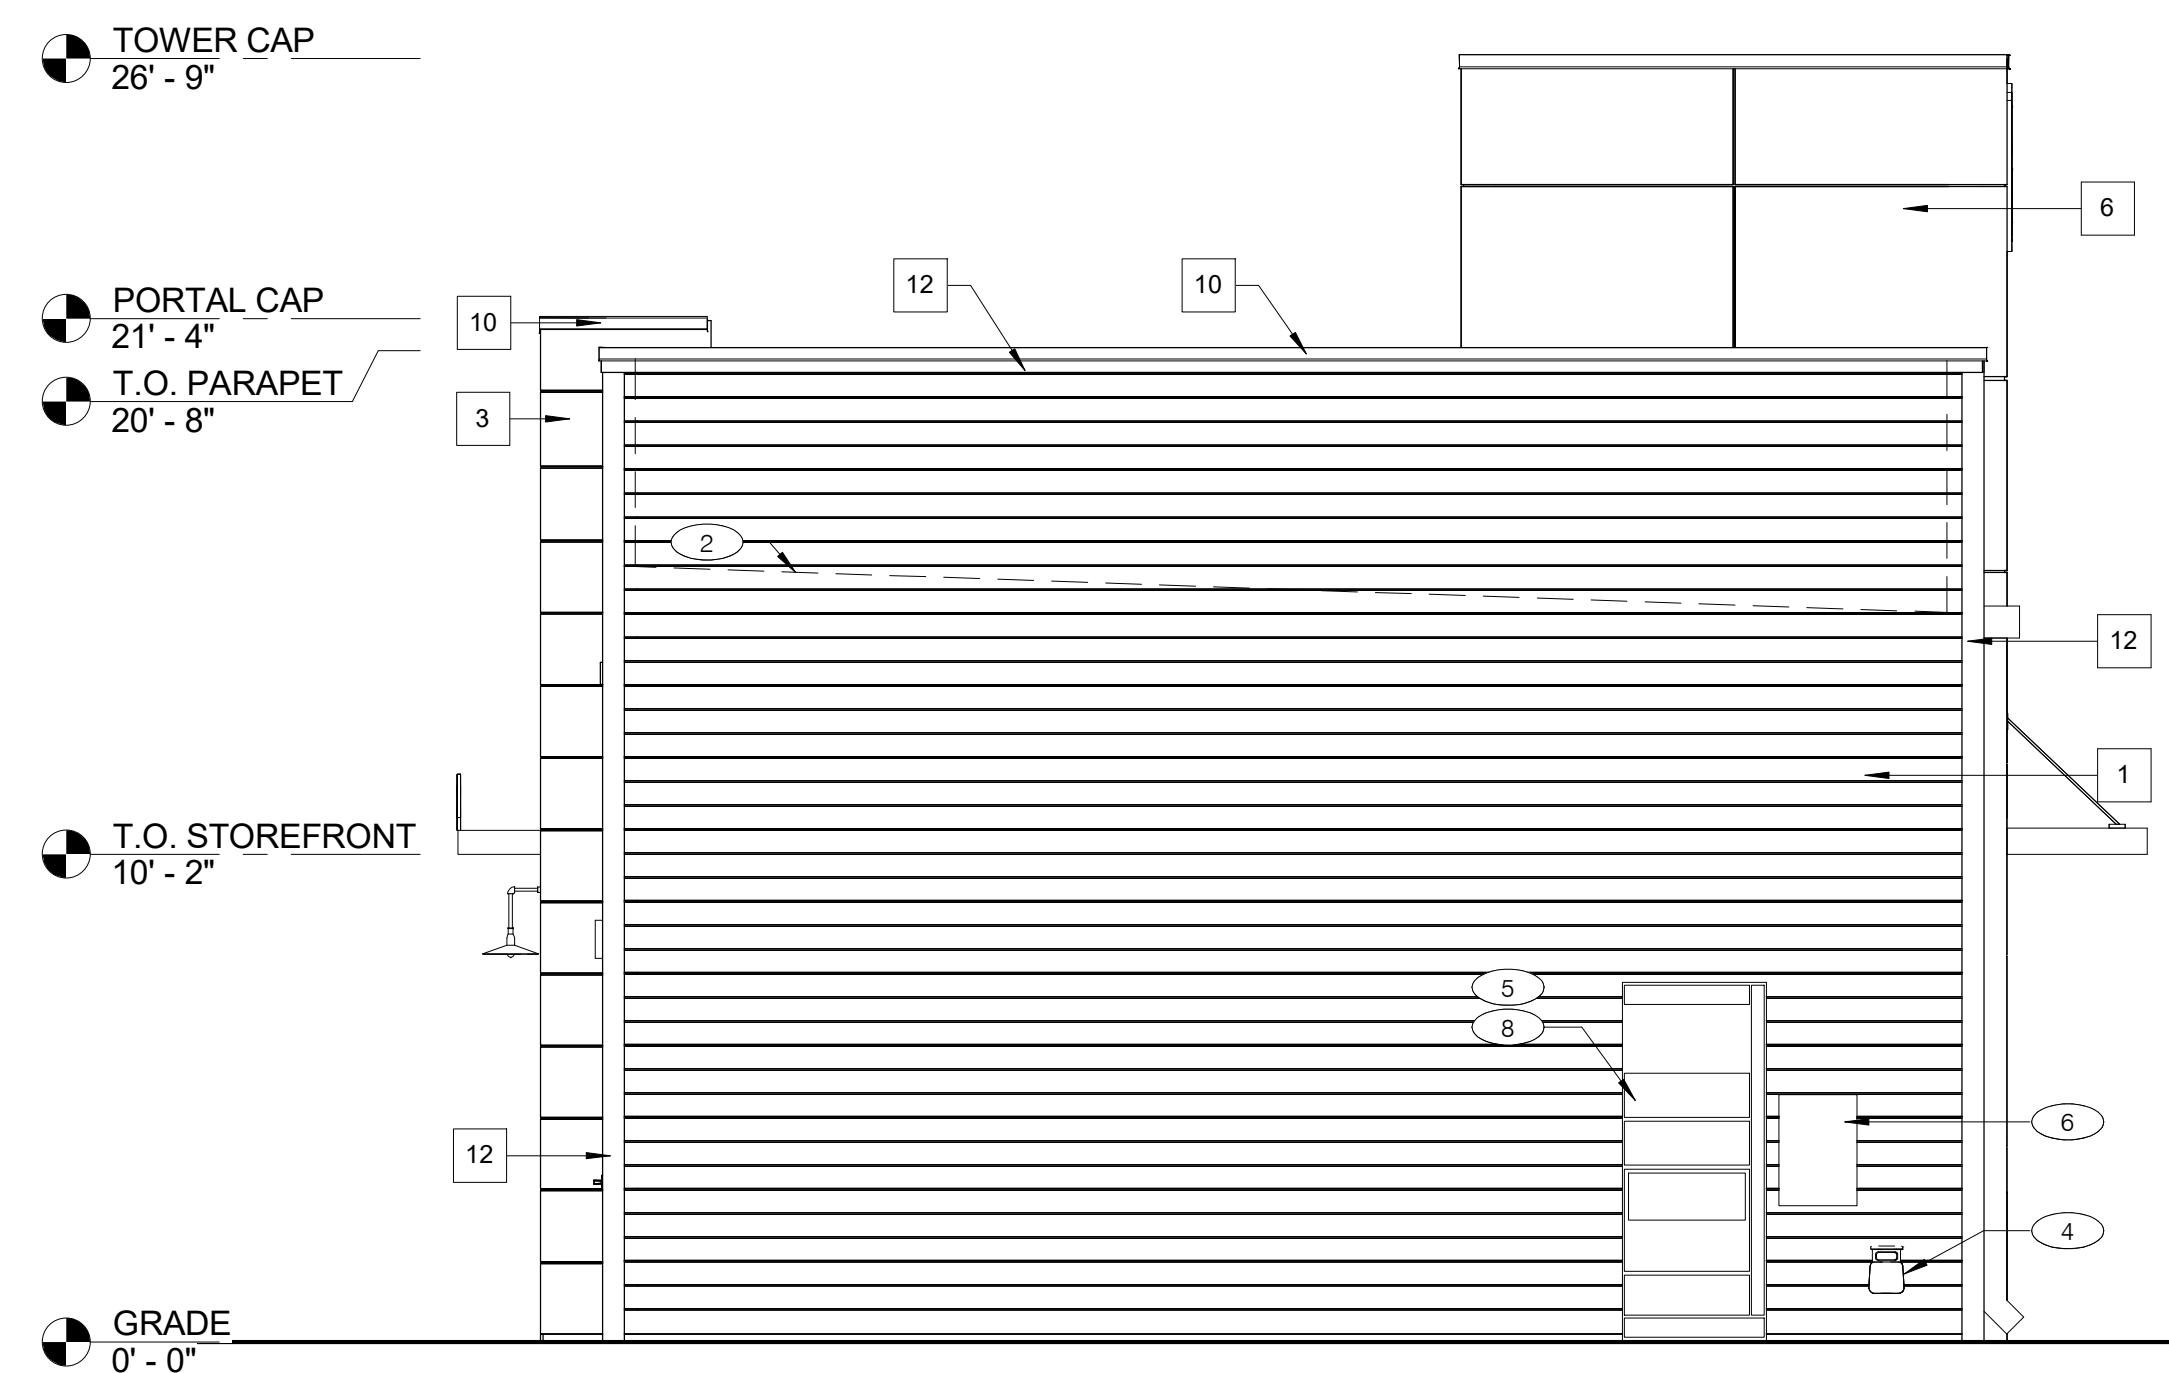 TOWER CAP
26' - 9"
6
12
10
PORTAL CAP
21' - 4"
10
T.O. PARAPET
20' - 8"
3
2
12
1
T.O. STOREFRONT
10' - 2"
5
8
6
12
4
GRADE
0' - 0"